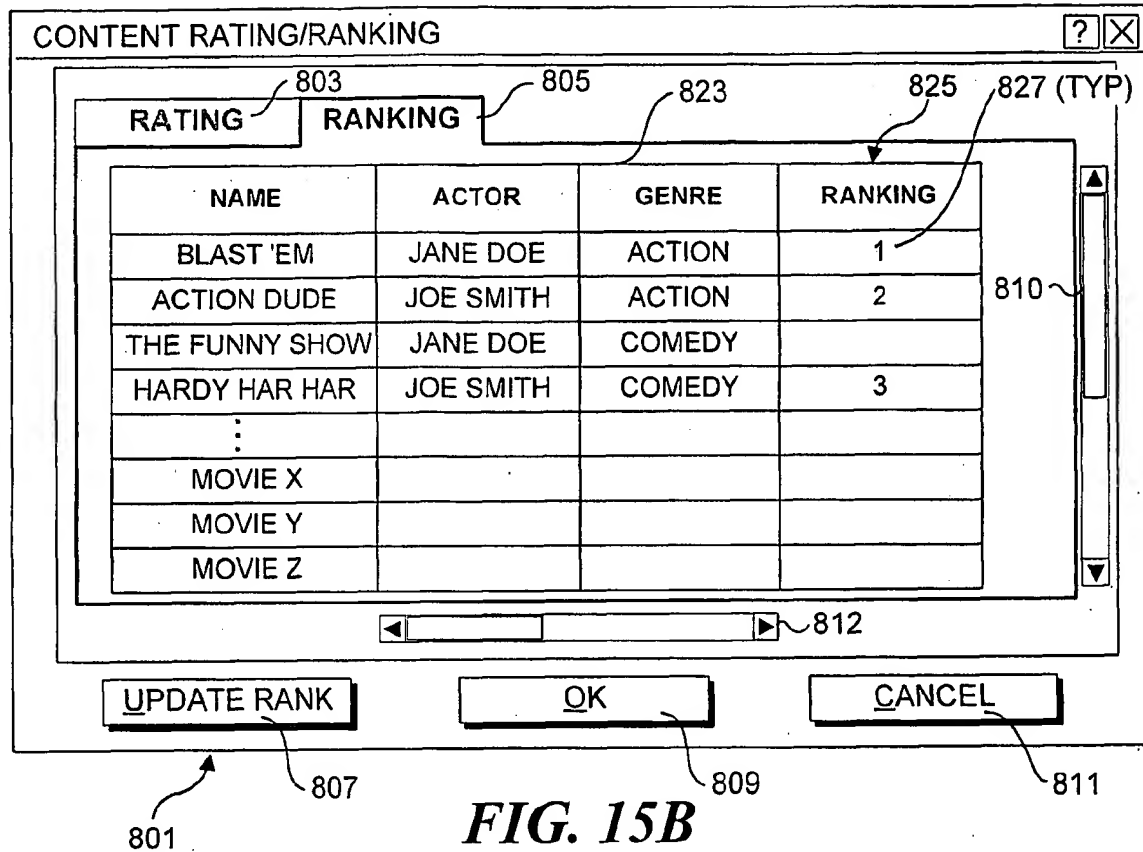 CONTENT RATING/RANKING ? X
803 805 823 825 827 (TYP)
RATING RANKING
NAME ACTOR GENRE RANKING
BLAST 'EM JANE DOE ACTION 1
ACTION DUDE JOE SMITH ACTION 2
810
THE FUNNY SHOW JANE DOE COMEDY
HARDY HAR HAR JOE SMITH COMEDY 3
⋮
MOVIE X
MOVIE Y
MOVIE Z
812
UPDATE RANK OK CANCEL
807 809 811
801
FIG. 15B